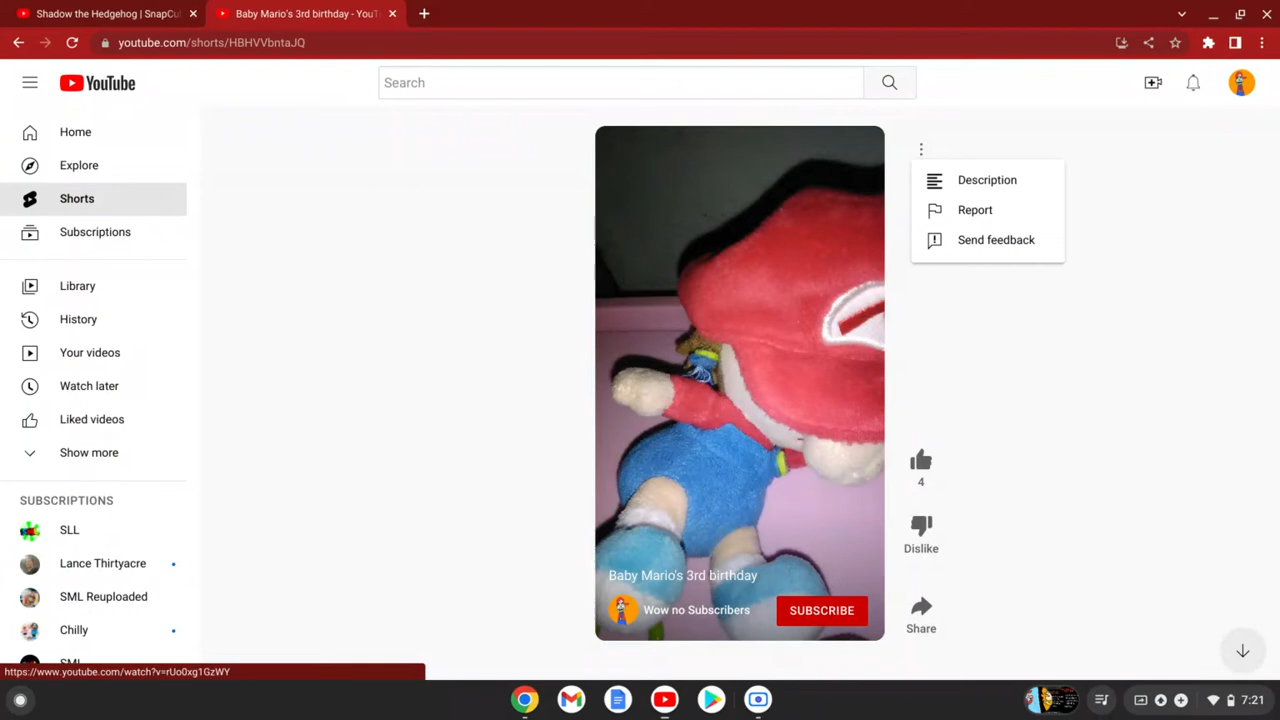 Shadow the Hedgehog | SnapCu
Baby Mario's 3rd birthday - YouT
youtube.com/shorts/HBHVVbntaJQ
YouTube
Search
Home
Explore
Shorts
Subscriptions
Library
History
Your videos
Watch later
Liked videos
Show more
SUBSCRIPTIONS
SLL
Lance Thirtyacre
SML Reuploaded
Chilly
SML
Description
Report
Send feedback
4
Dislike
Share
Baby Mario's 3rd birthday
Wow no Subscribers
SUBSCRIBE
https://www.youtube.com/watch?v=rUo0xg1GzWY
7:21